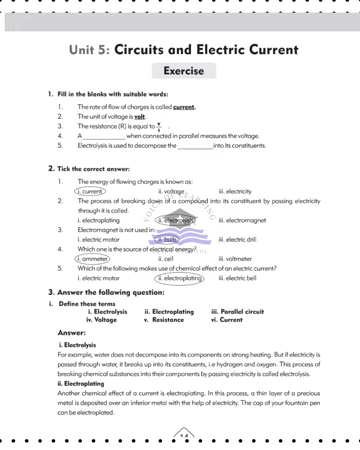 Unit 5: Circuits and Electric Current
Exercise
1. Fill in the blanks with suitable words:
1. The rate of flow of charges is called current.
2. The unit of voltage is volt.
3. The resistance (R) is equal to V/I .
4. A ____________ when connected in parallel measures the voltage.
5. Electrolysis is used to decompose the ____________ into its constituents.
2. Tick the correct answer:
1. The energy of flowing charges is known as:
i. current ii. voltage iii. electricity
2. The process of breaking down of a compound into its constituent by passing electricity
through it is called.
i. electroplating ii. electrolysis iii. electromagnet
3. Electromagnet is not used in:
i. electric motor ii. bulb iii. electric drill
4. Which one is the source of electrical energy?
i. ammeter ii. cell iii. voltmeter
5. Which of the following makes use of chemical effect of an electric current?
i. electric motor ii. electroplating iii. electric bell
3. Answer the following question:
i. Define these terms
i. Electrolysis ii. Electroplating iii. Parallel circuit
iv. Voltage v. Resistance vi. Current
Answer:
i. Electrolysis
For example, water does not decompose into its components on strong heating. But if electricity is
passed through water, it breaks up into its constituents, i.e hydrogen and oxygen. This process of
breaking chemical substances into their components by passing electricity is called electrolysis.
ii. Electroplating
Another chemical effect of a current is electroplating. In this process, a thin layer of a precious
metal is deposited over an inferior metal with the help of electricity. The cap of your fountain pen
can be electroplated.